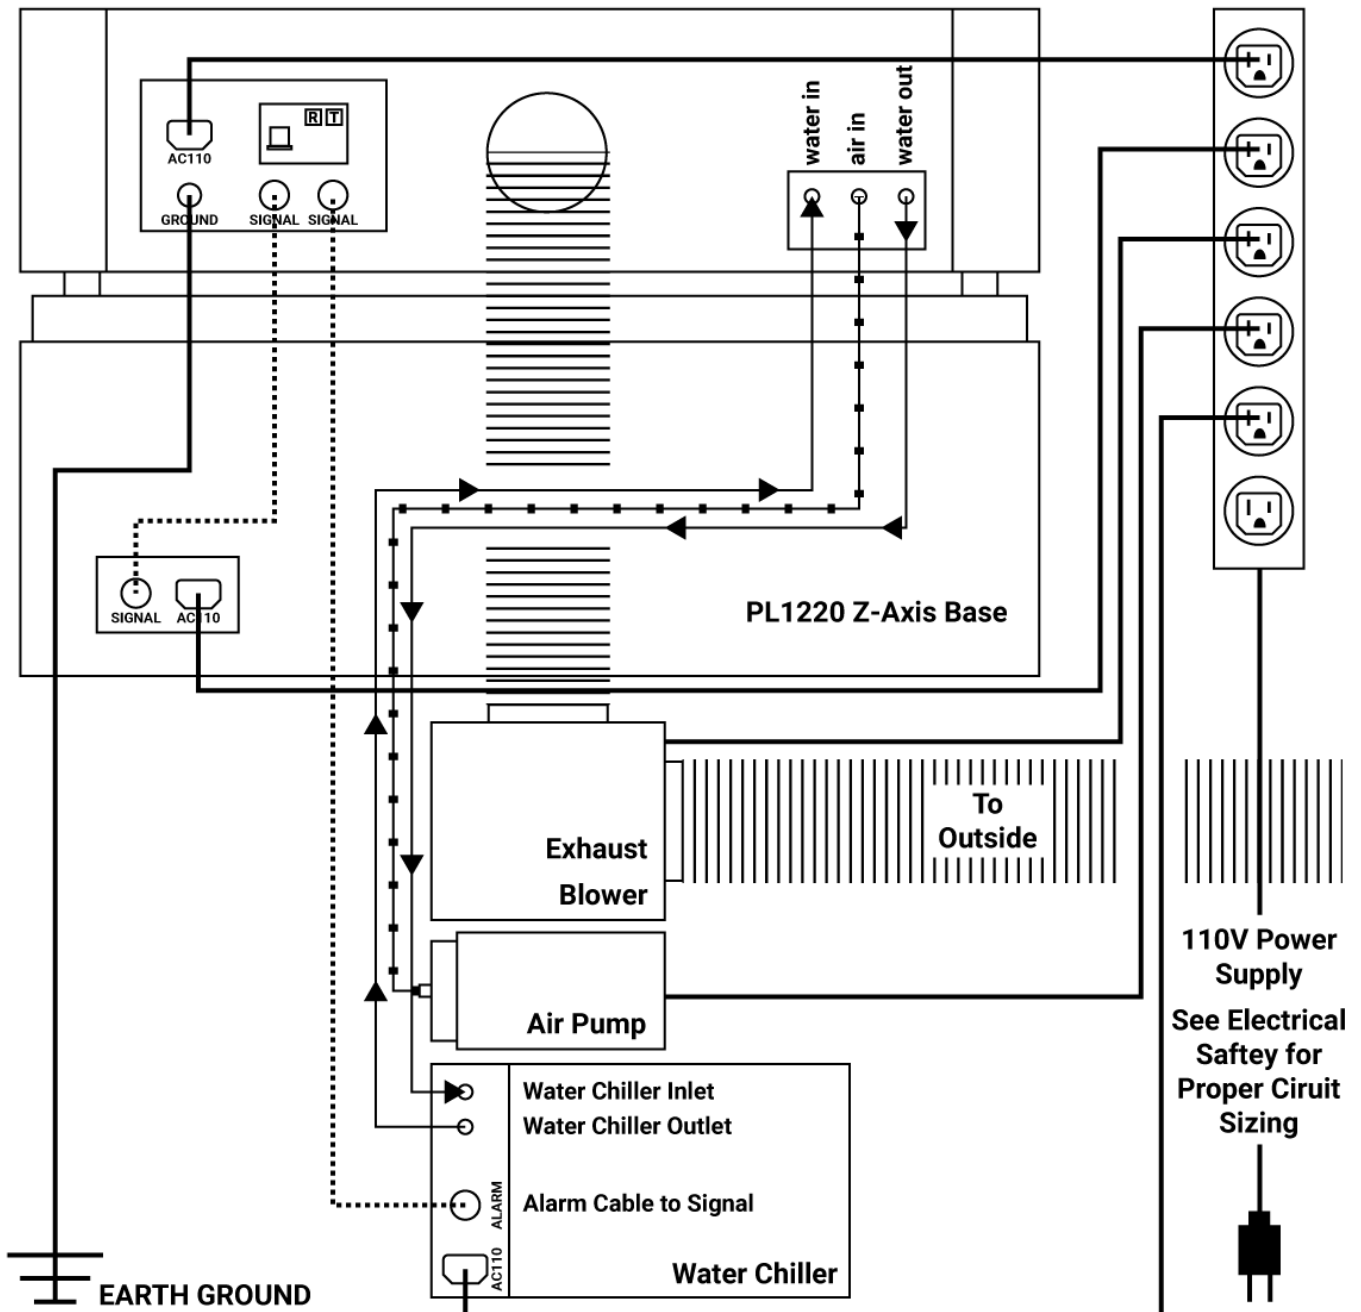 water in
air in
water out
R T
AC110
GROUND
SIGNAL
SIGNAL
SIGNAL
AC110
PL1220 Z-Axis Base
Exhaust
Blower
To
Outside
110V Power
Supply
See Electrical
Saftey for
Proper Ciruit
Sizing
Air Pump
Water Chiller Inlet
Water Chiller Outlet
ALARM
Alarm Cable to Signal
AC110
Water Chiller
EARTH GROUND